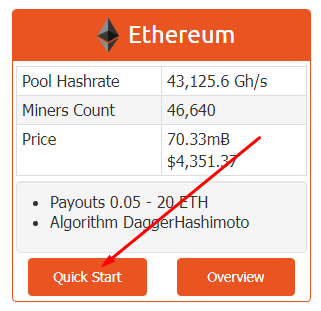 Ethereum
Pool Hashrate 43,125.6 Gh/s
Miners Count 46,640
Price 70.33mB
$4,351.37
• Payouts 0.05 - 20 ETH
• Algorithm DaggerHashimoto
Quick Start Overview